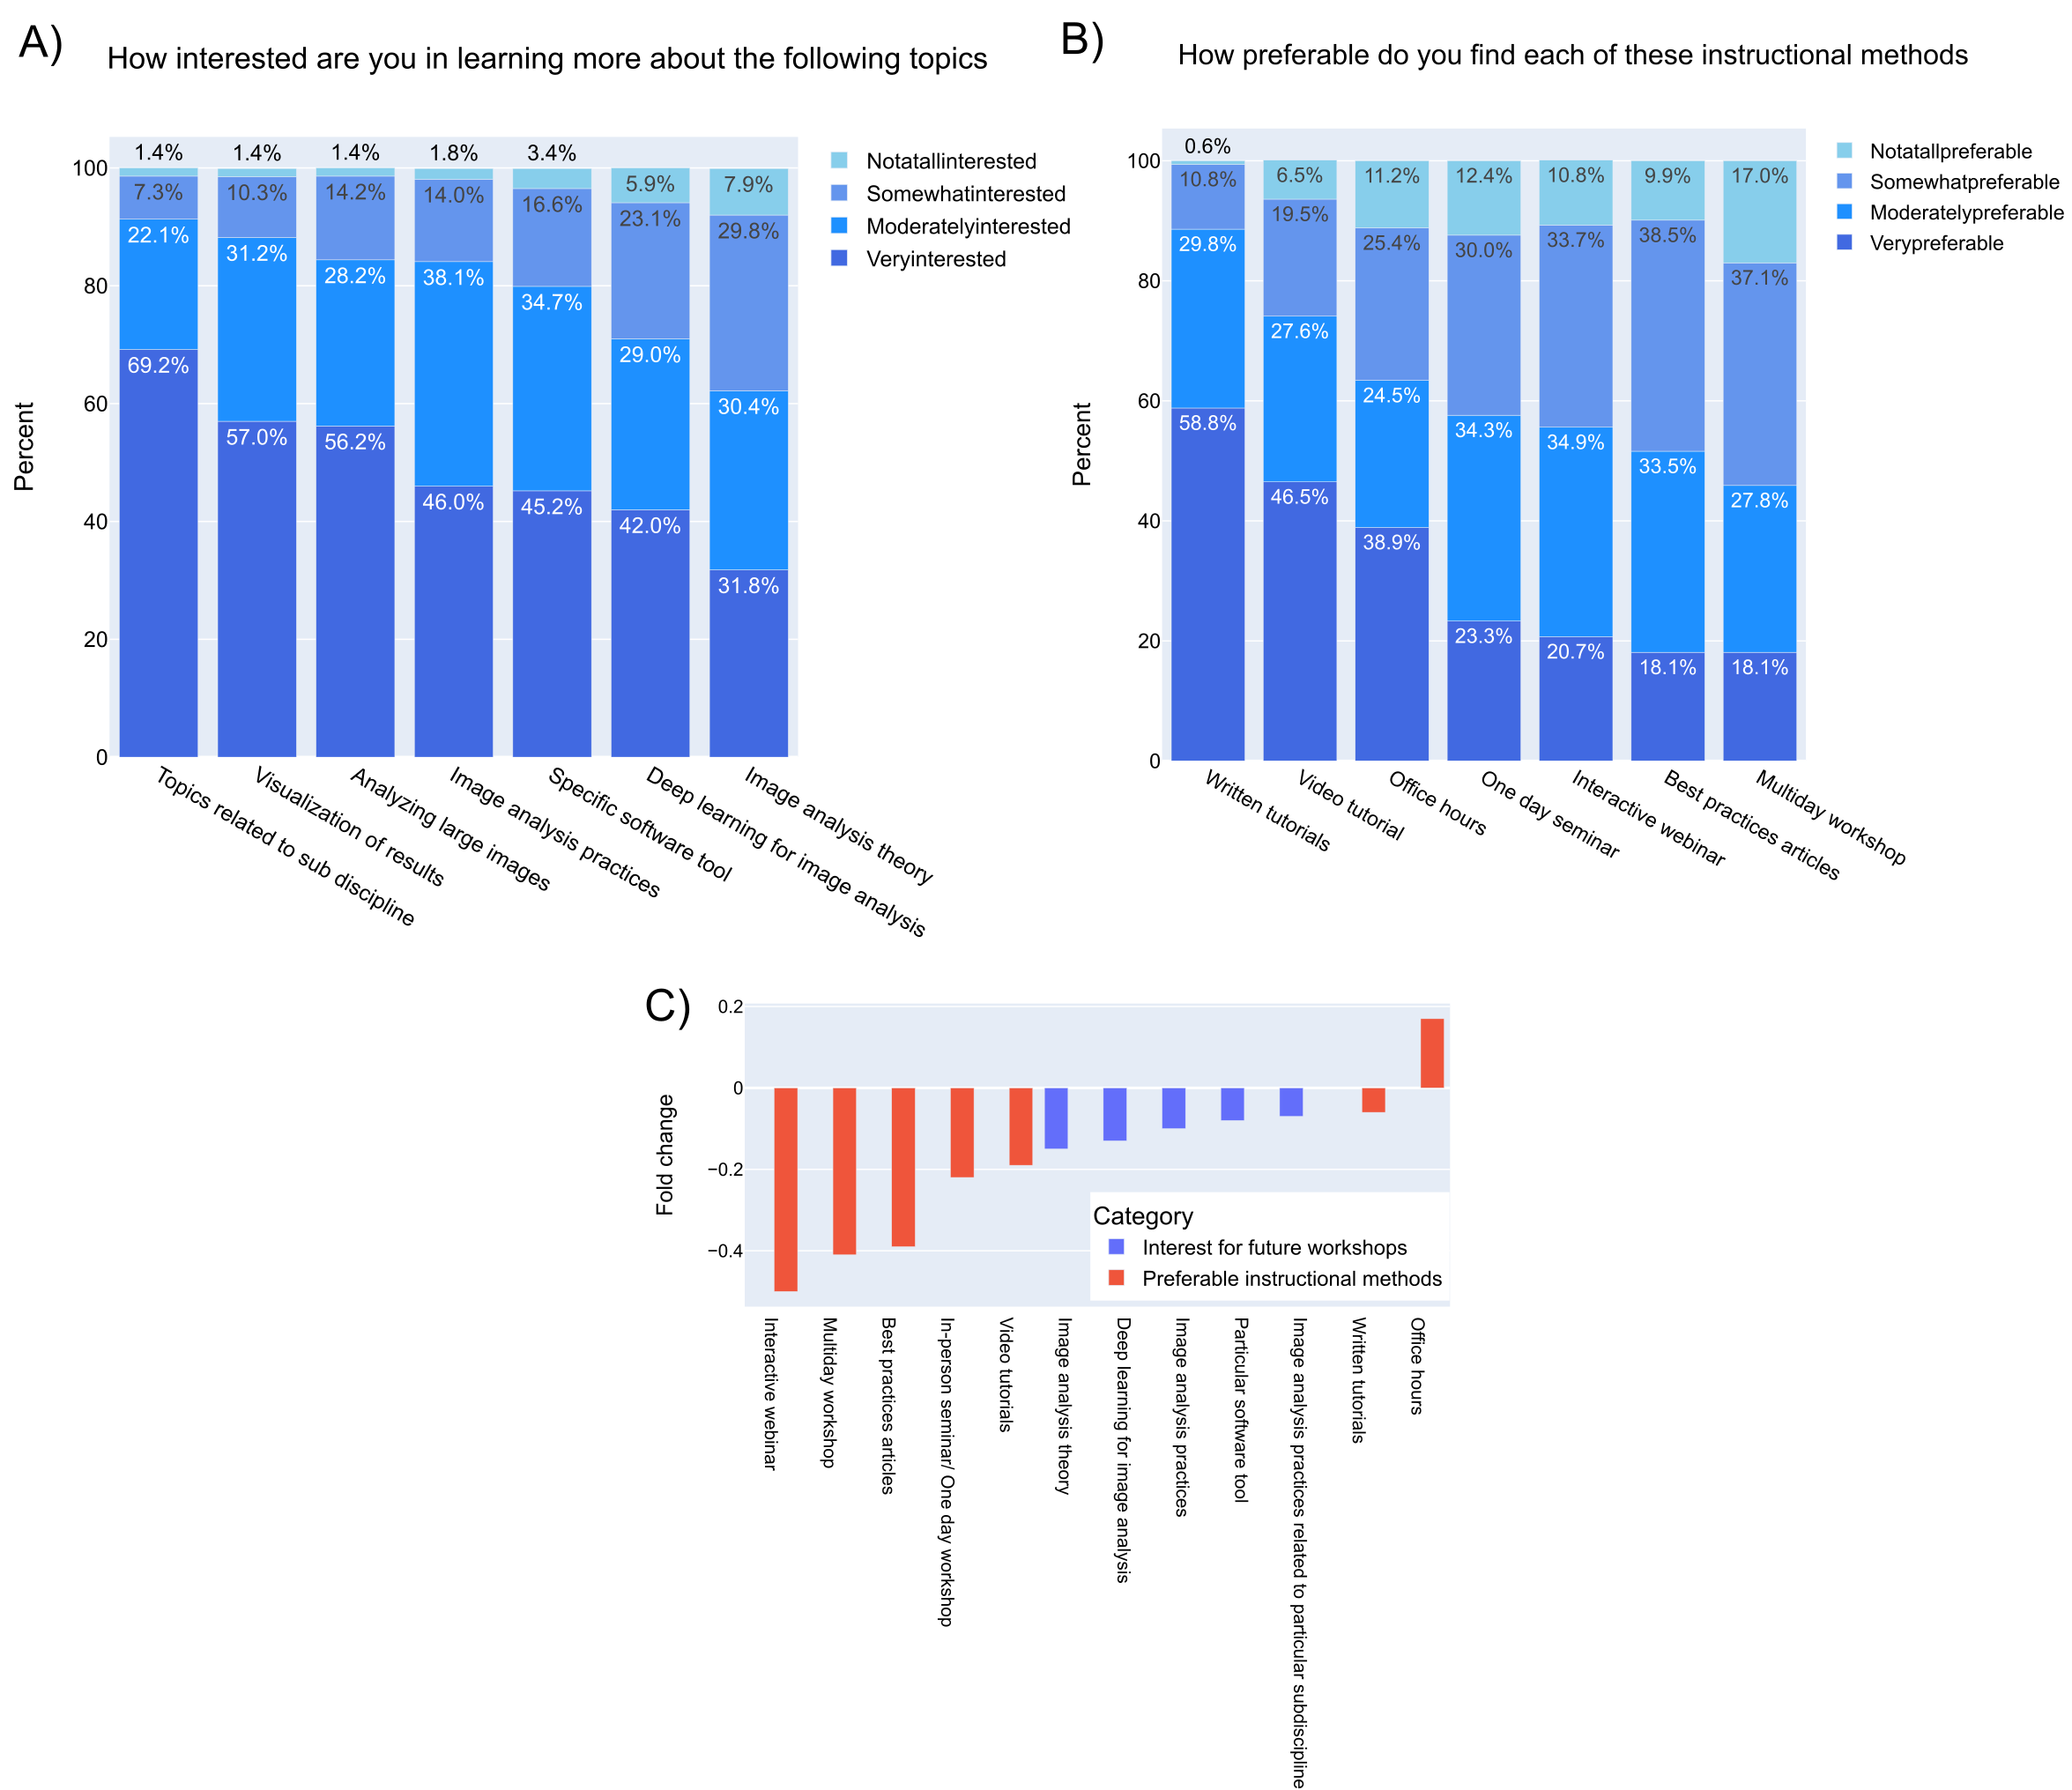 A)
How interested are you in learning more about the following topics
Percent
100
80
60
40
20
0
1.4%
1.4%
1.4%
1.8%
3.4%
7.3%
10.3%
14.2%
14.0%
16.6%
5.9%
7.9%
22.1%
31.2%
28.2%
38.1%
34.7%
23.1%
29.8%
69.2%
57.0%
56.2%
46.0%
45.2%
29.0%
30.4%
42.0%
31.8%
Notatallinterested
Somewhatinterested
Moderatelyinterested
Veryinterested
Topics related to sub discipline
Visualization of results
Analyzing large images
Image analysis practices
Specific software tool
Deep learning for image analysis
Image analysis theory
B)
How preferable do you find each of these instructional methods
Percent
100
80
60
40
20
0
0.6%
10.8%
6.5%
11.2%
12.4%
10.8%
9.9%
17.0%
29.8%
19.5%
25.4%
30.0%
33.7%
38.5%
37.1%
58.8%
27.6%
24.5%
34.3%
34.9%
33.5%
27.8%
46.5%
38.9%
23.3%
20.7%
18.1%
18.1%
Notatallpreferable
Somewhatpreferable
Moderatelypreferable
Verypreferable
Written tutorials
Video tutorial
Office hours
One day seminar
Interactive webinar
Best practices articles
Multiday workshop
C)
Fold change
0.2
0
−0.2
−0.4
Category
Interest for future workshops
Preferable instructional methods
Interactive webinar
Multiday workshop
Best practices articles
In-person seminar/ One day workshop
Video tutorials
Image analysis theory
Deep learning for image analysis
Image analysis practices
Particular software tool
Image analysis practices related to particular subdiscipline
Written tutorials
Office hours